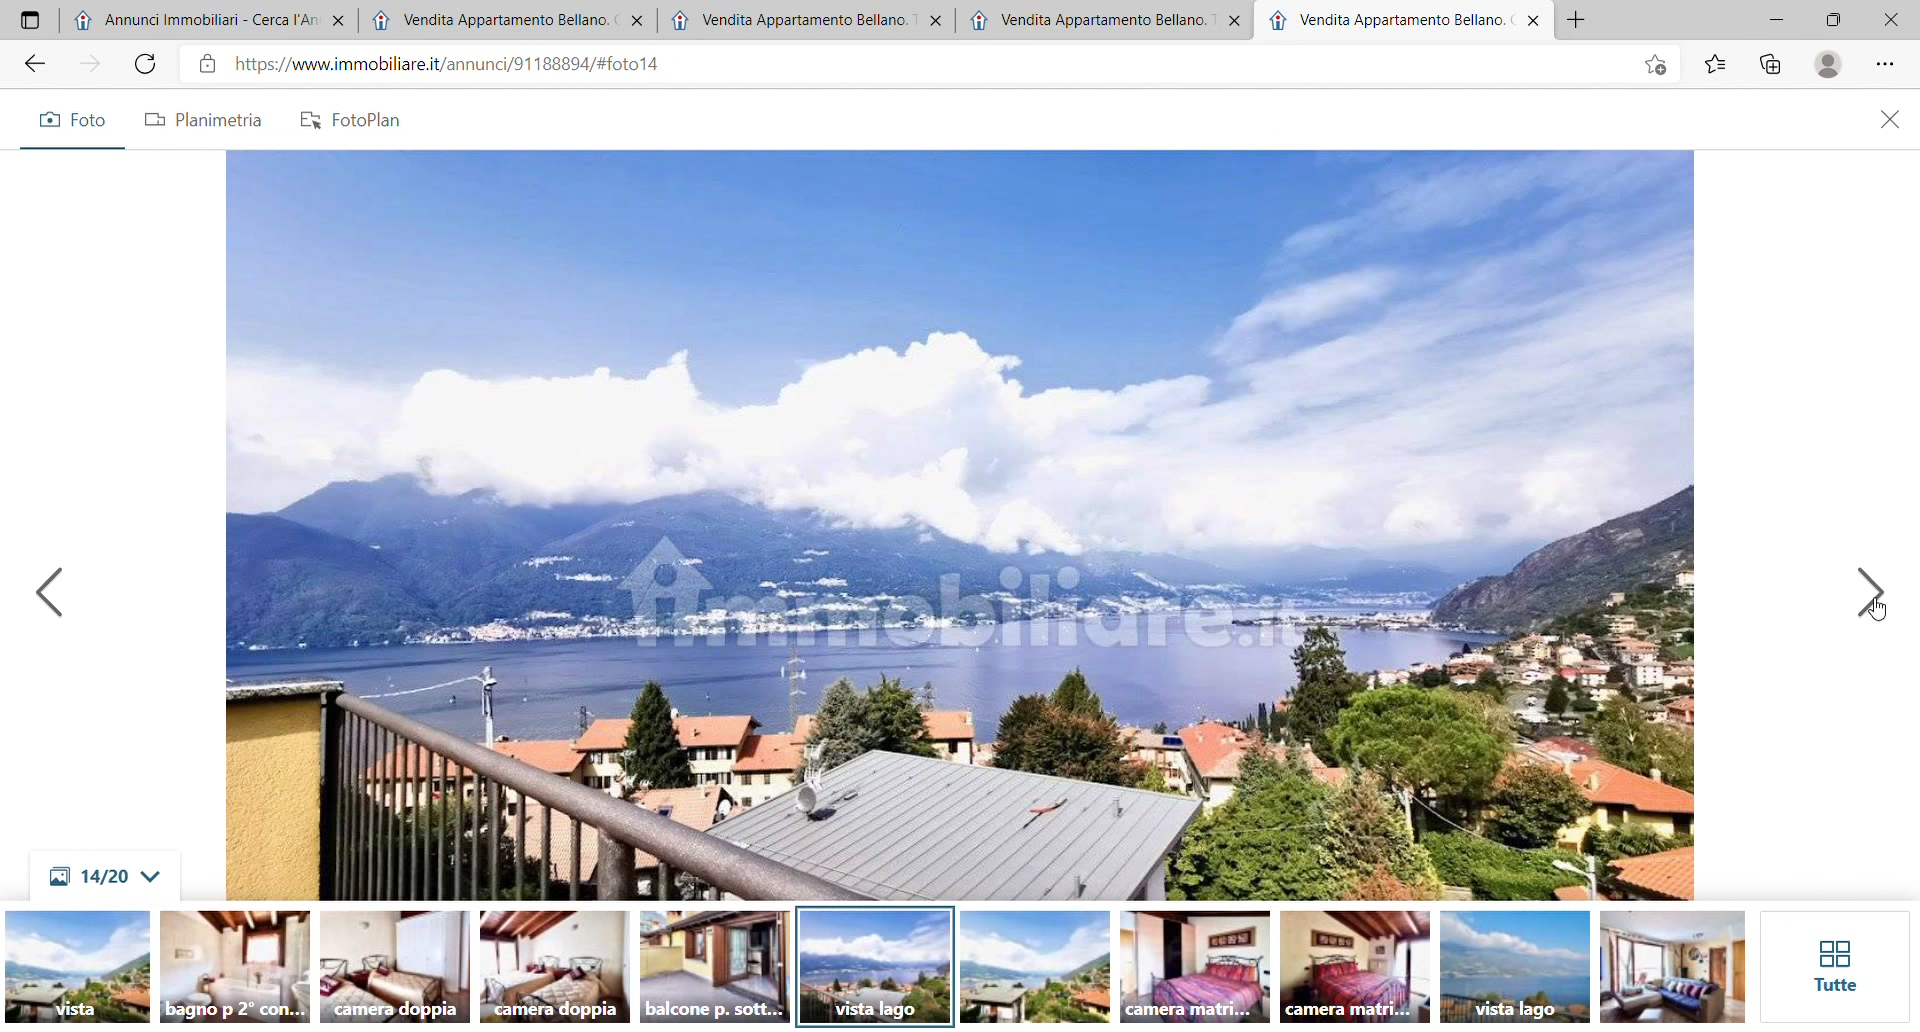 Annunci Immobiliari - Cerca l'An
Vendita Appartamento Bellano. C
Vendita Appartamento Bellano. T
Vendita Appartamento Bellano. T
Vendita Appartamento Bellano. C
https://www.immobiliare.it/annunci/91188894/#foto14
Foto
Planimetria
FotoPlan
immobiliare.it
14/20
vista
bagno p 2° con...
camera doppia
camera doppia
balcone p. sott...
vista lago
camera matri...
camera matri...
vista lago
Tutte